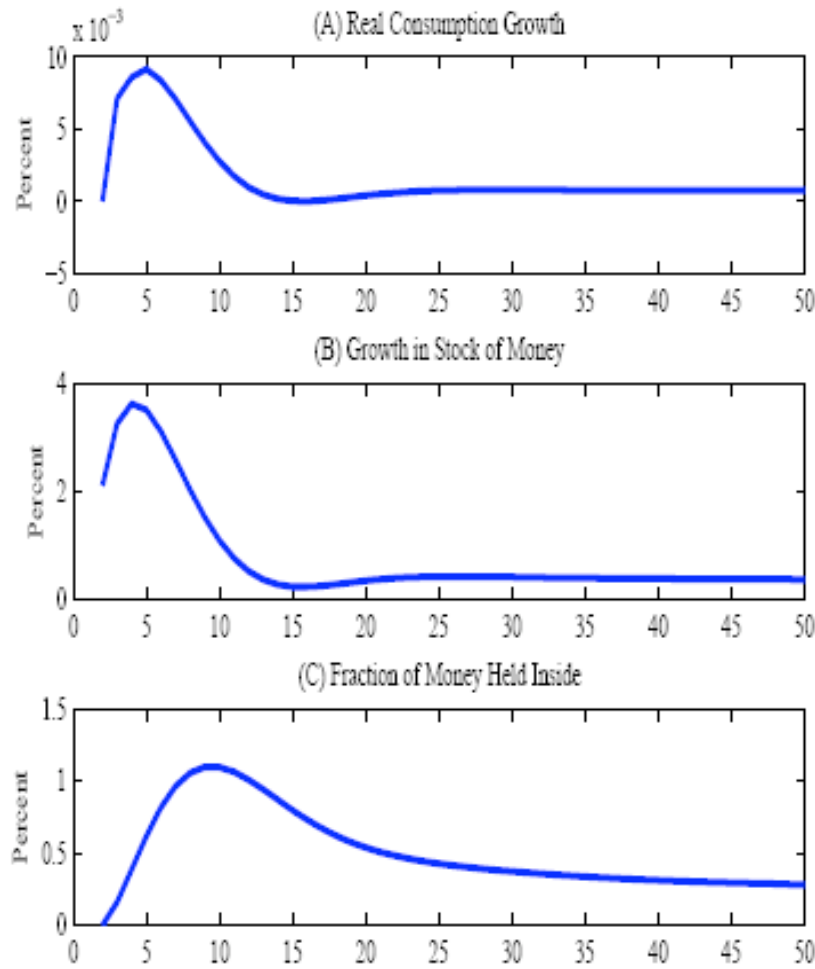 (A) Real Consumption Growth
x 10⁻³
10
5
0
−5
Percent
0 5 10 15 20 25 30 35 40 45 50
(B) Growth in Stock of Money
4
2
0
Percent
0 5 10 15 20 25 30 35 40 45 50
(C) Fraction of Money Held Inside
1.5
1
0.5
0
Percent
0 5 10 15 20 25 30 35 40 45 50